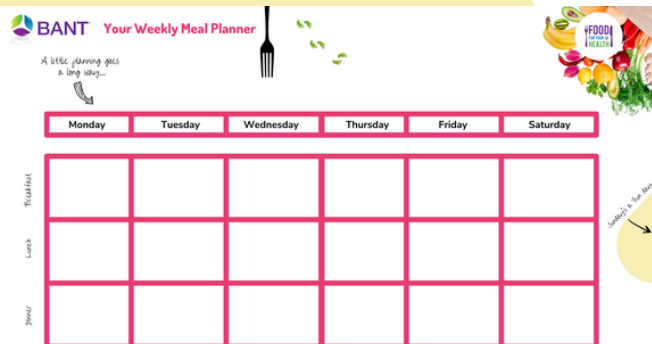 BANT
Your Weekly Meal Planner
FOOD
FOR YOUR
HEALTH
A little planning goes
a long way...
Monday Tuesday Wednesday Thursday Friday Saturday
Breakfast
Lunch
Dinner
Sunday's a